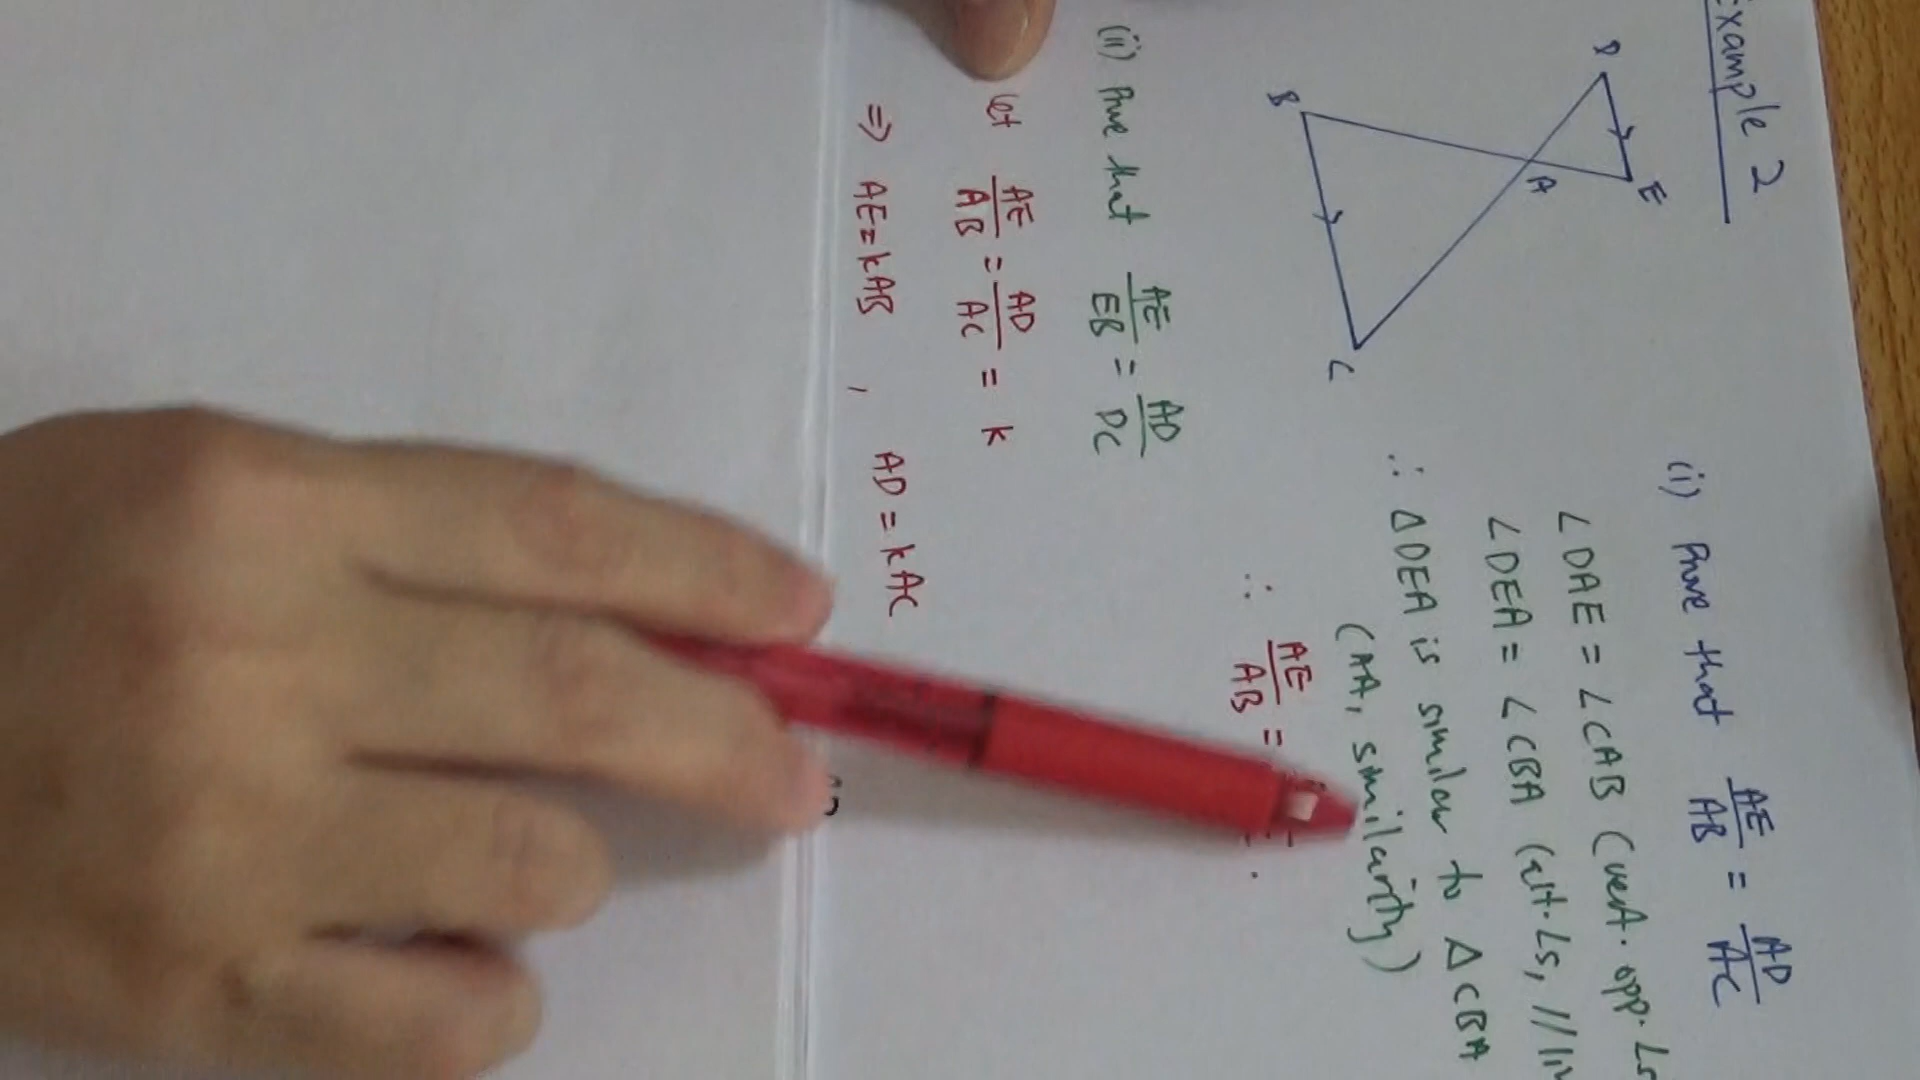 Example 2
D
E
A
B
C
(i) Prove that AE/AB = AD/AC
∠DAE = ∠CAB (vert. opp. ∠s
∠DEA = ∠CBA (alt. ∠s, //
∴ ΔDEA is similar to ΔCBA
(AA, similarity)
∴ AE/AB =
(ii) Prove that AE/EB = AD/DC
let AE/AB = AD/AC = k
⇒ AE = kAB , AD = kAC